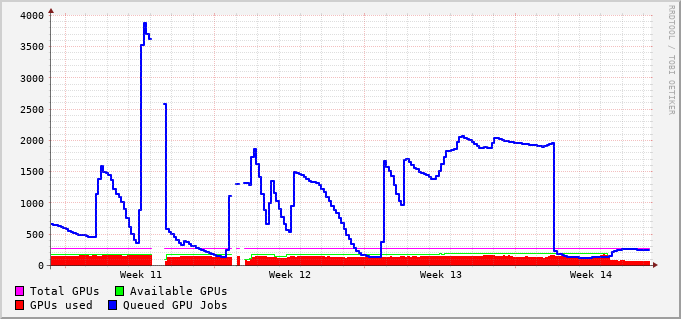 4000
3500
3000
2500
2000
1500
1000
500
0
Week 11 Week 12 Week 13 Week 14
Total GPUs Available GPUs
GPUs used Queued GPU Jobs
RRDTOOL / TOBI OETIKER